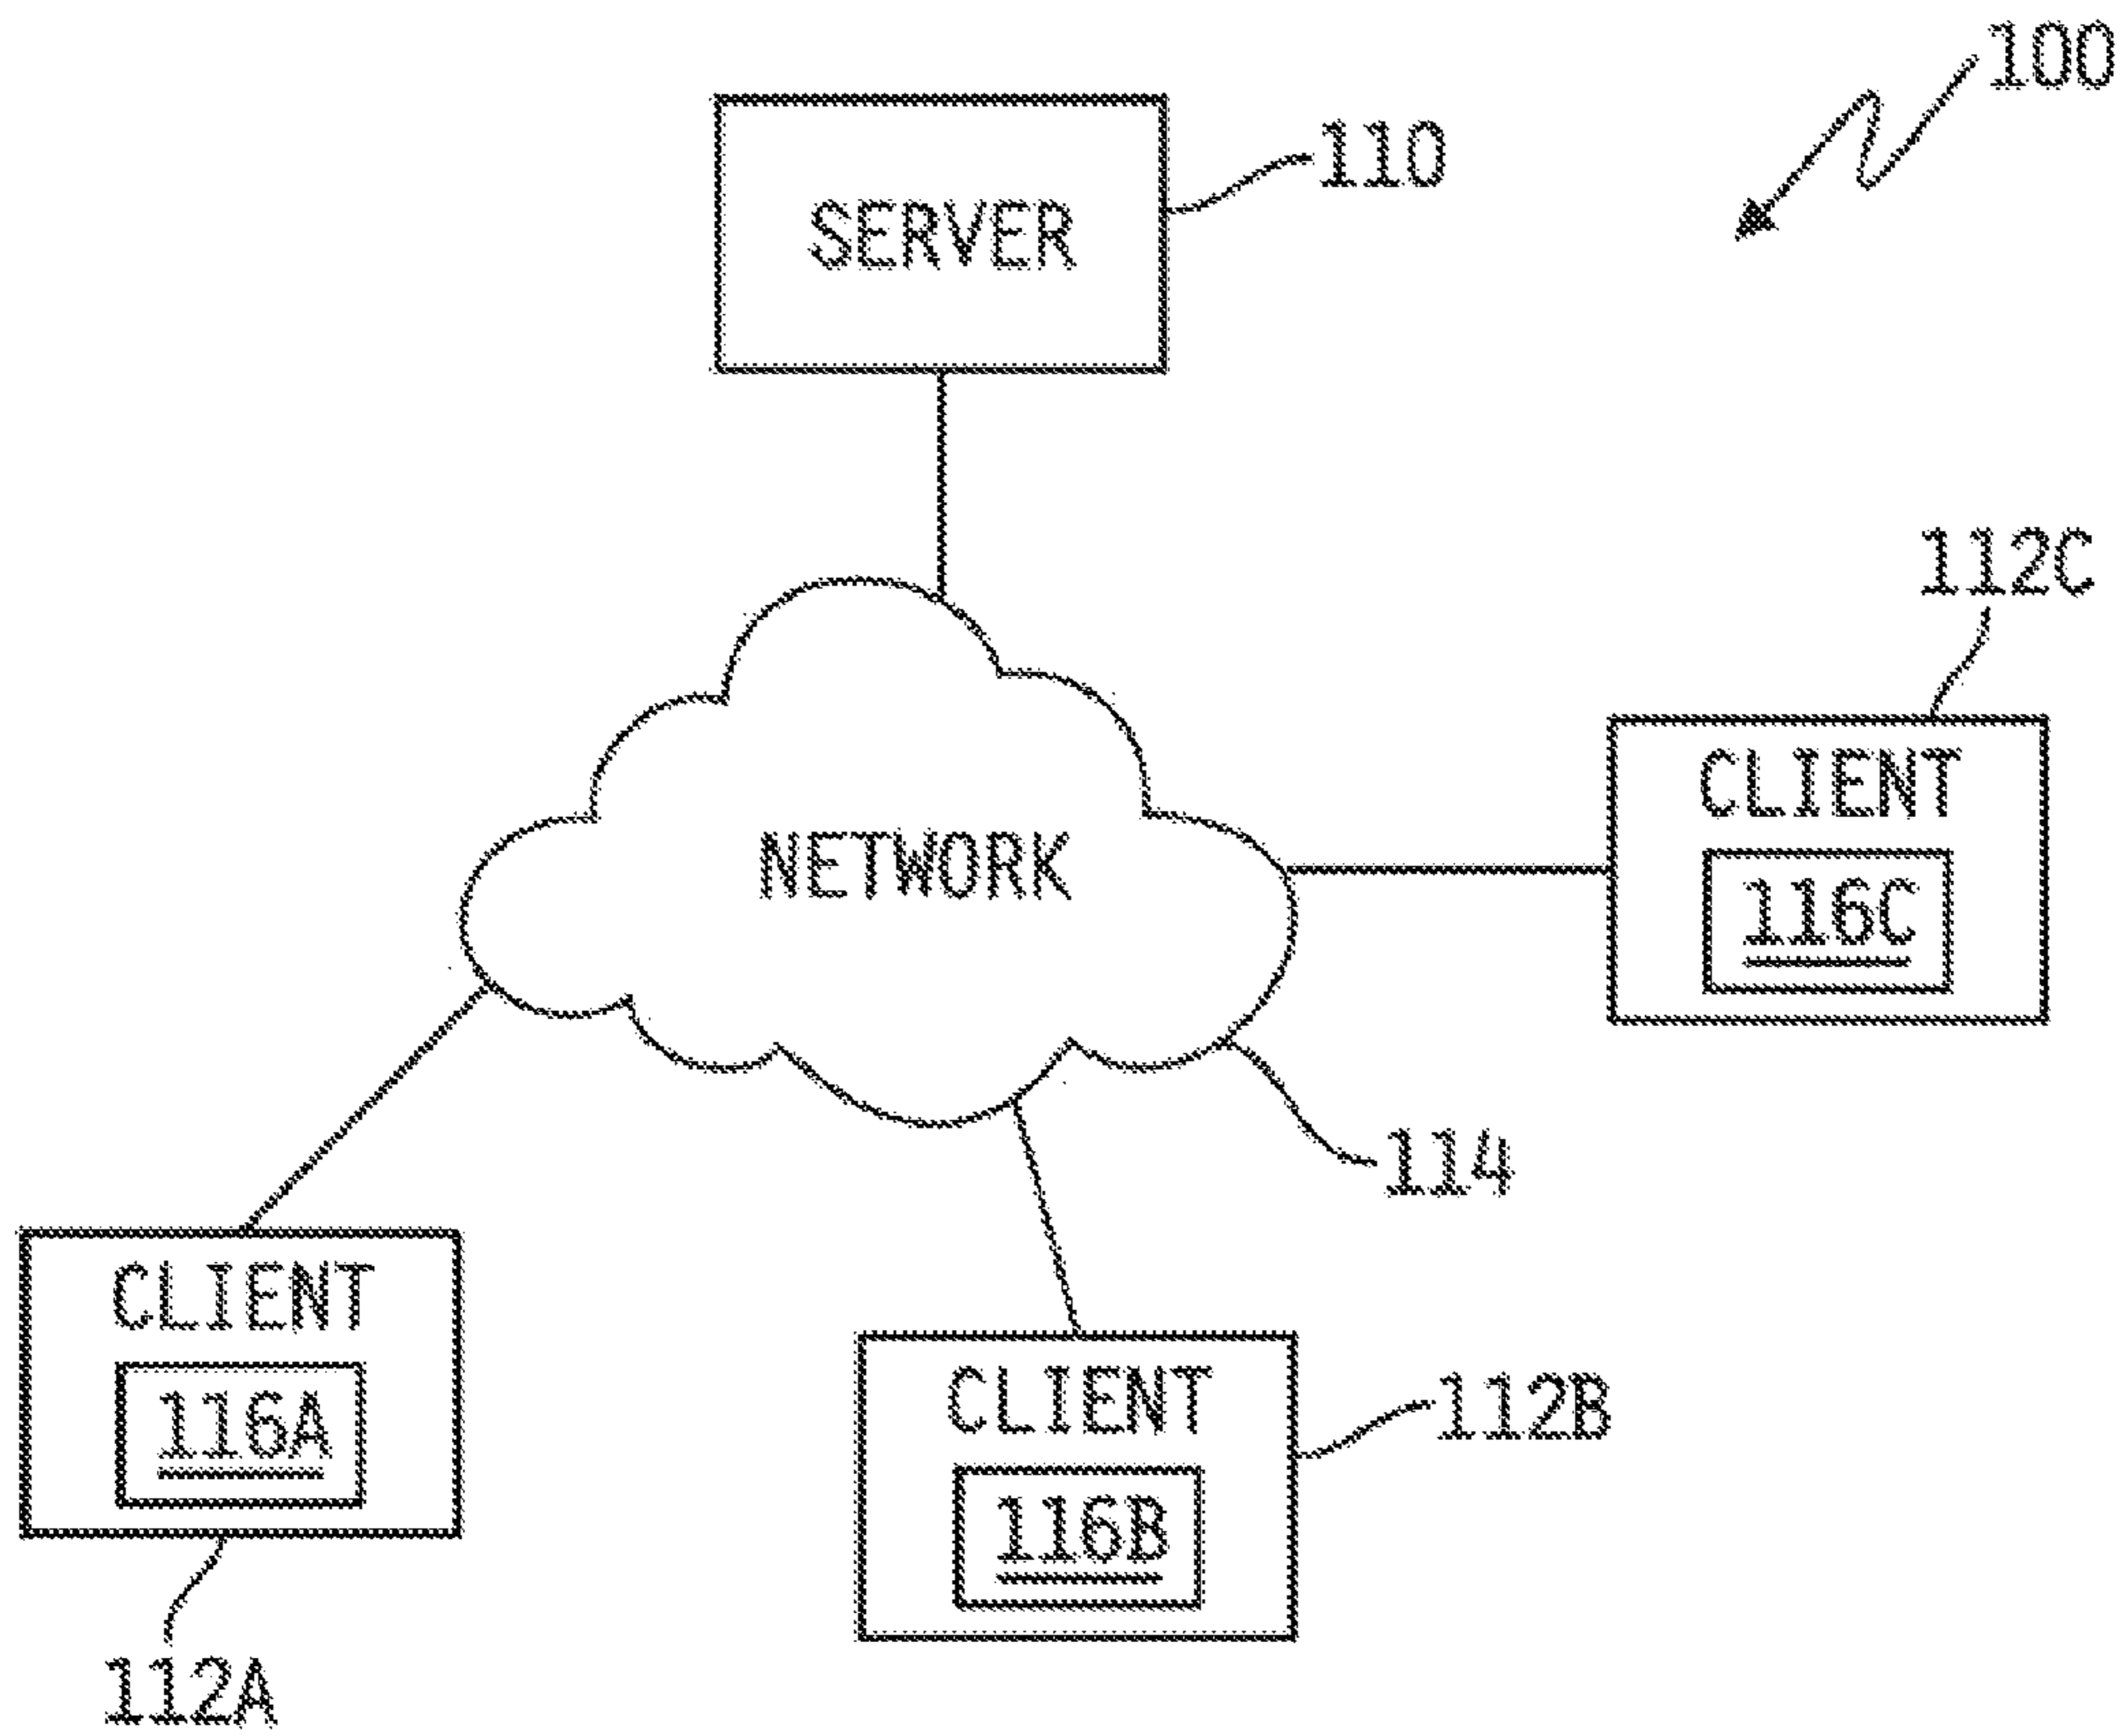 100
110
SERVER
112C
CLIENT
116C
NETWORK
114
CLIENT
116A
112A
CLIENT
116B
112B